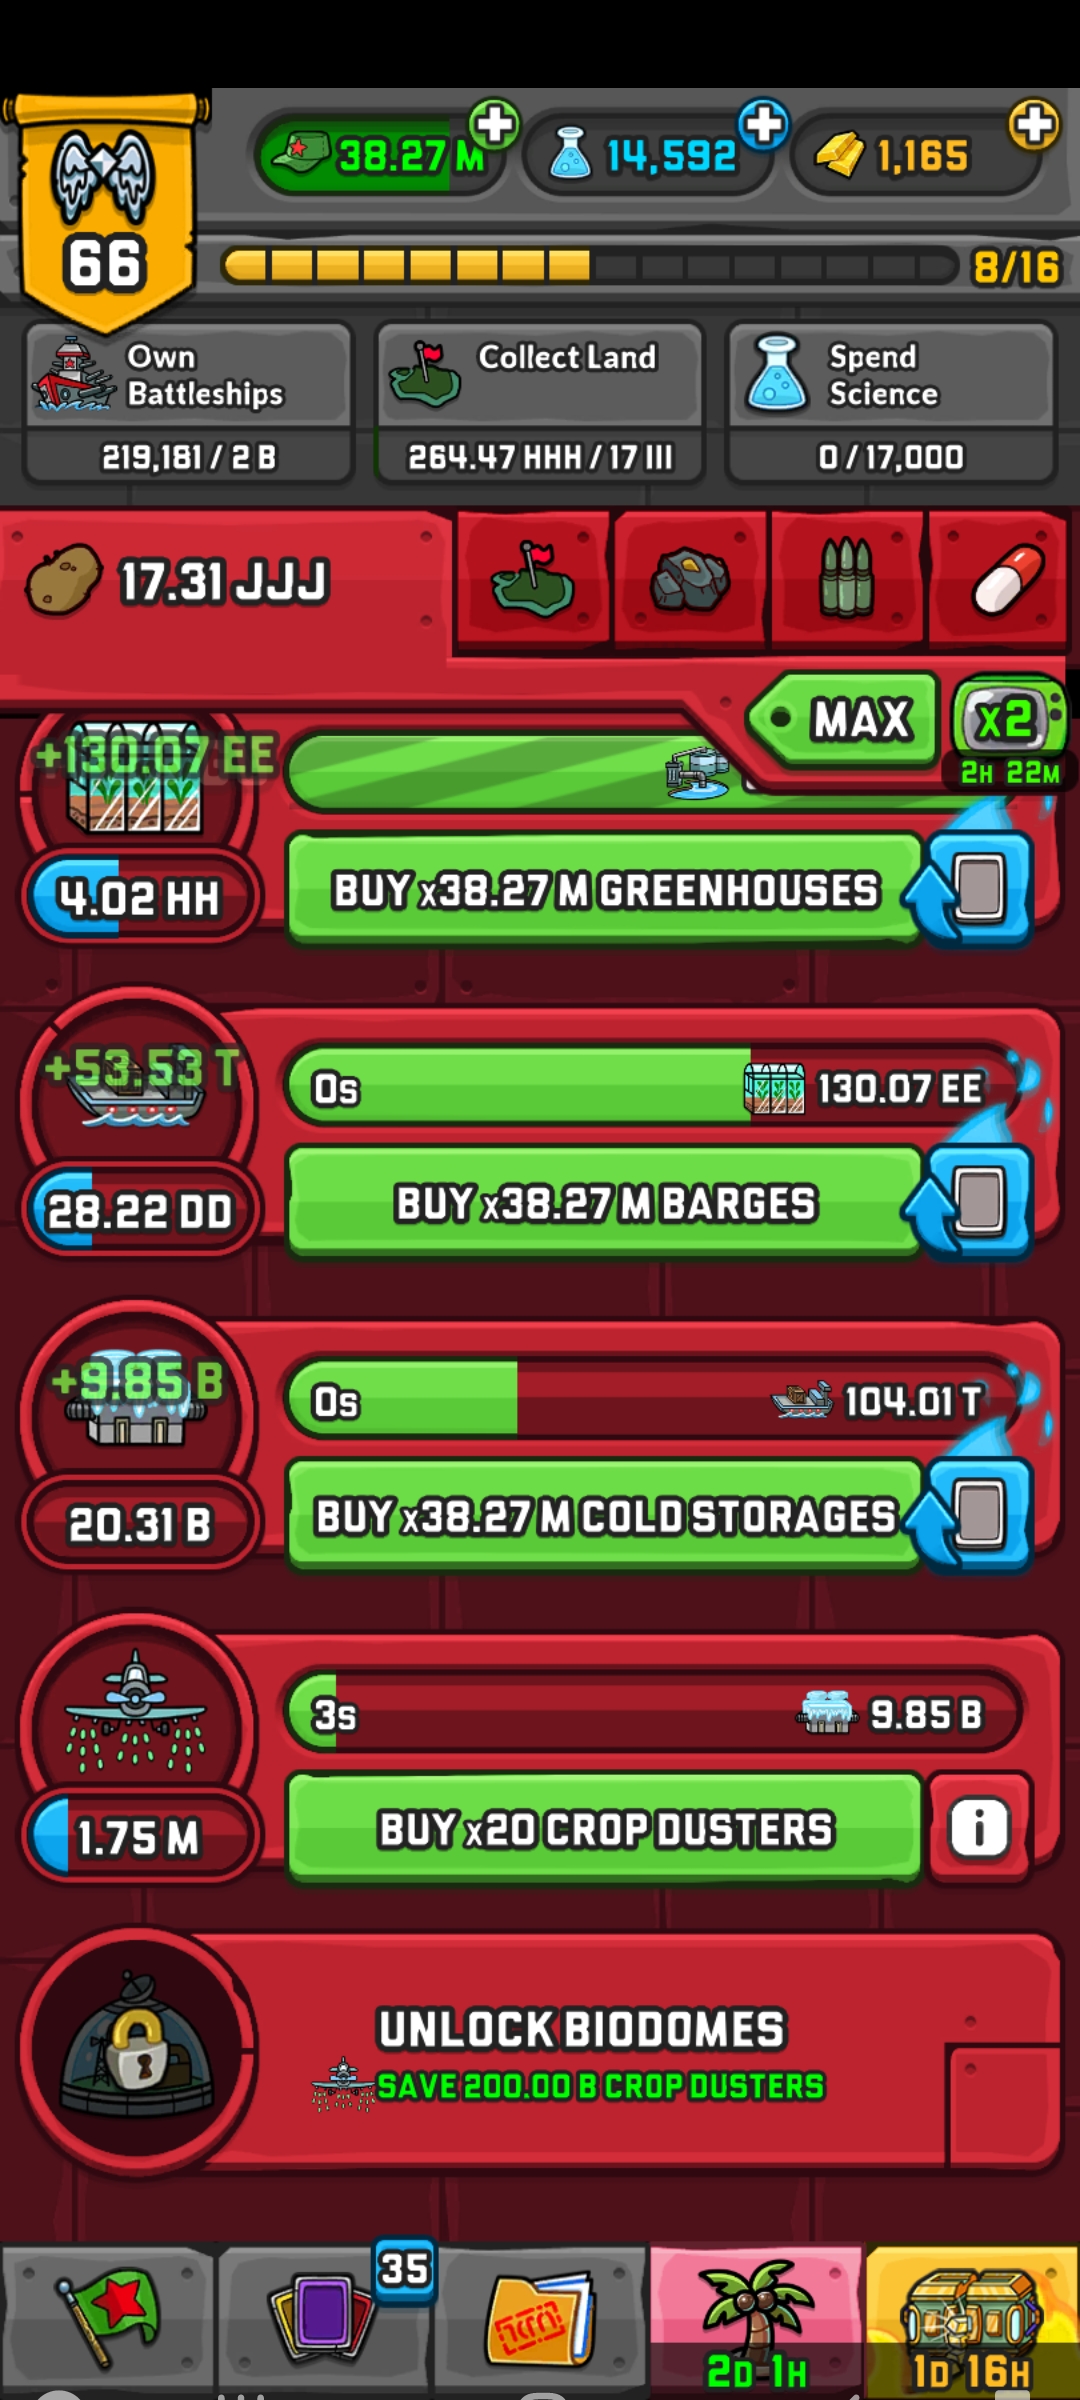 38.27 M
14,592
1,165
66
8/16
Own
Battleships
219,181 / 2 B
Collect Land
264.47 HHH / 17 III
Spend
Science
0 / 17,000
17.31 JJJ
MAX
x2
2H 22M
+130.07 EE
4.02 HH
BUY x38.27 M GREENHOUSES
+53.53 T
0s
130.07 EE
28.22 DD
BUY x38.27 M BARGES
+9.85 B
0s
104.01 T
20.31 B
BUY x38.27 M COLD STORAGES
3s
9.85 B
1.75 M
BUY x20 CROP DUSTERS
i
UNLOCK BIODOMES
SAVE 200.00 B CROP DUSTERS
35
2D 1H
1D 16H